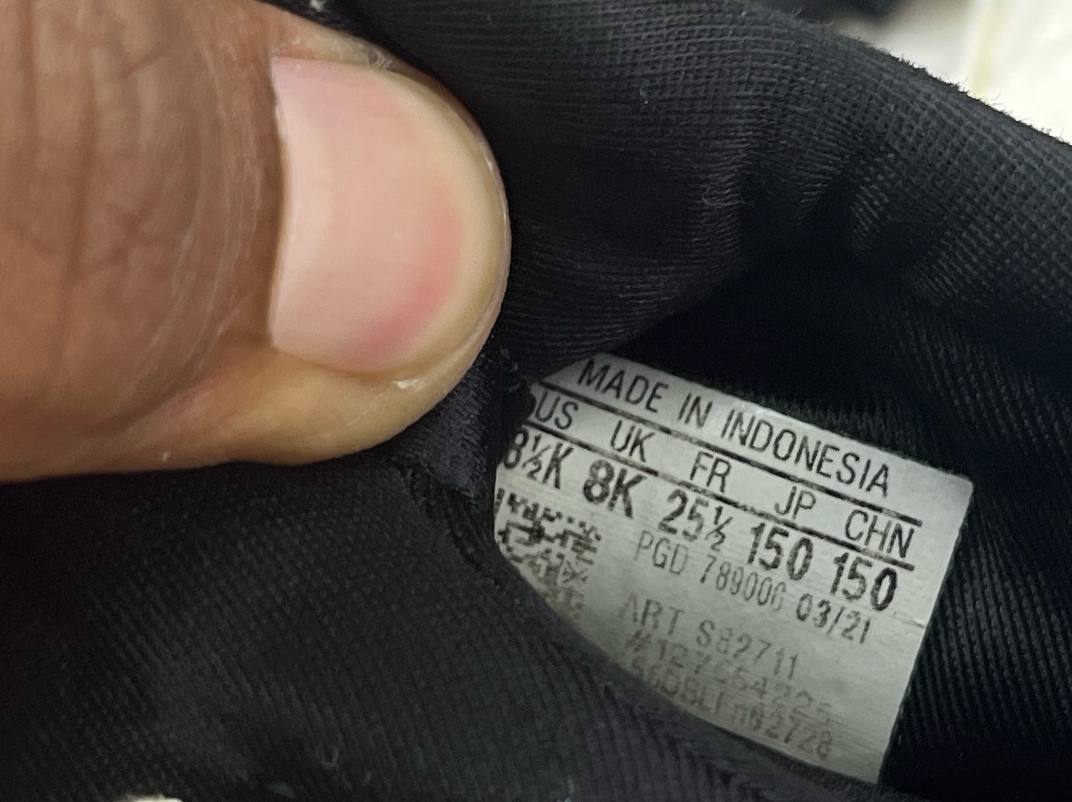 MADE IN INDONESIA
US UK FR JP CHN
8½K 8K 25½ 150 150
PGD 789000 03/21
ART S82711